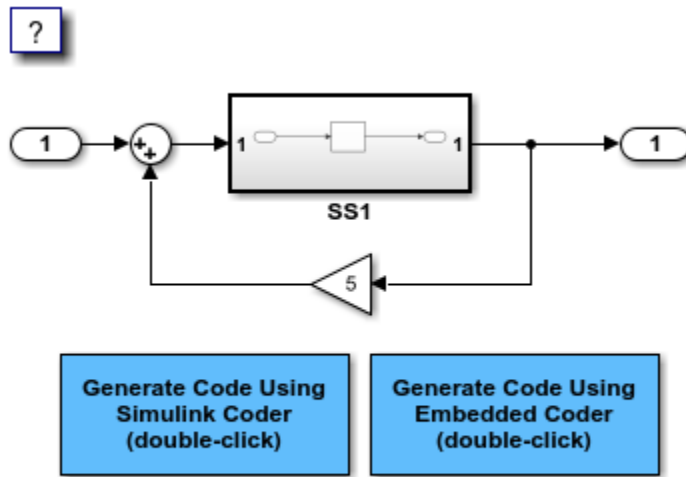 ?
1
++
1
1
1
SS1
5
Generate Code Using
Simulink Coder
(double-click)
Generate Code Using
Embedded Coder
(double-click)